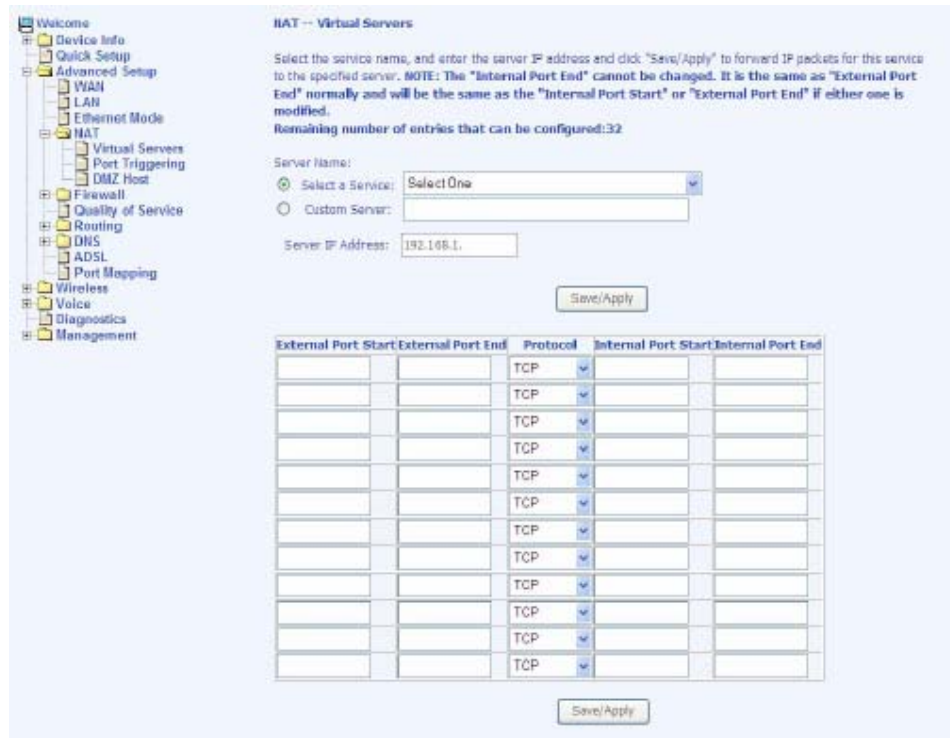 Welcome
Device Info
Quick Setup
Advanced Setup
WAN
LAN
Ethernet Mode
NAT
Virtual Servers
Port Triggering
DMZ Host
Firewall
Quality of Service
Routing
DNS
ADSL
Port Mapping
Wireless
Voice
Diagnostics
Management
NAT -- Virtual Servers
Select the service name, and enter the server IP address and click "Save/Apply" to forward IP packets for this service
to the specified server. NOTE: The "Internal Port End" cannot be changed. It is the same as "External Port
End" normally and will be the same as the "Internal Port Start" or "External Port End" if either one is
modified.
Remaining number of entries that can be configured:32
Server Name:
Select a Service: Select One
Custom Server:
Server IP Address: 192.168.1.
Save/Apply
External Port Start External Port End Protocol Internal Port Start Internal Port End
TCP
TCP
TCP
TCP
TCP
TCP
TCP
TCP
TCP
TCP
TCP
TCP
Save/Apply